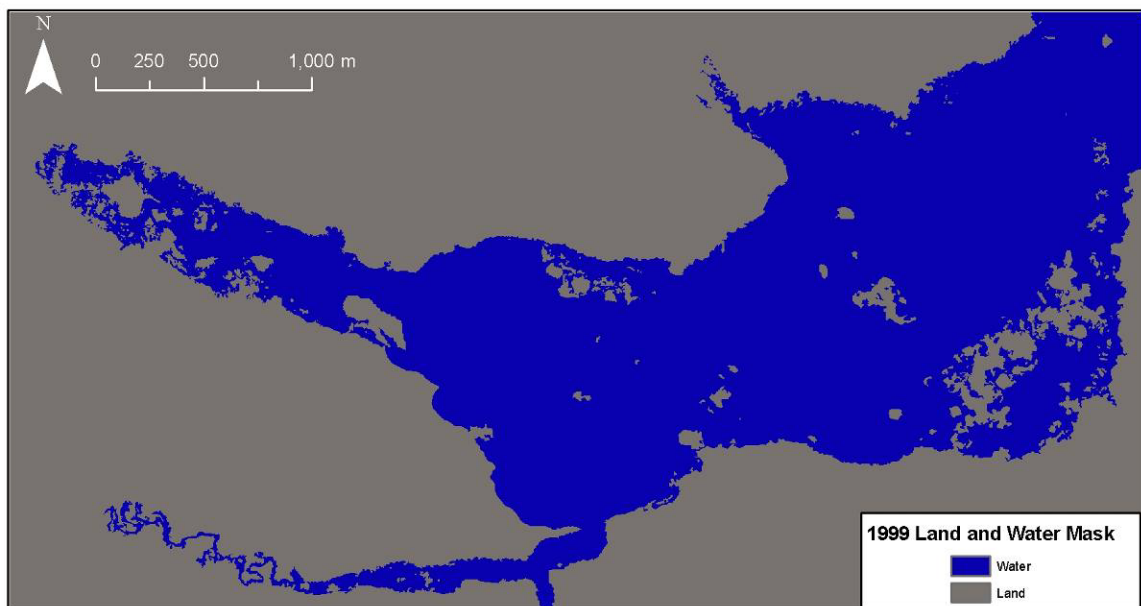 N
0 250 500 1,000 m
1999 Land and Water Mask
Water
Land